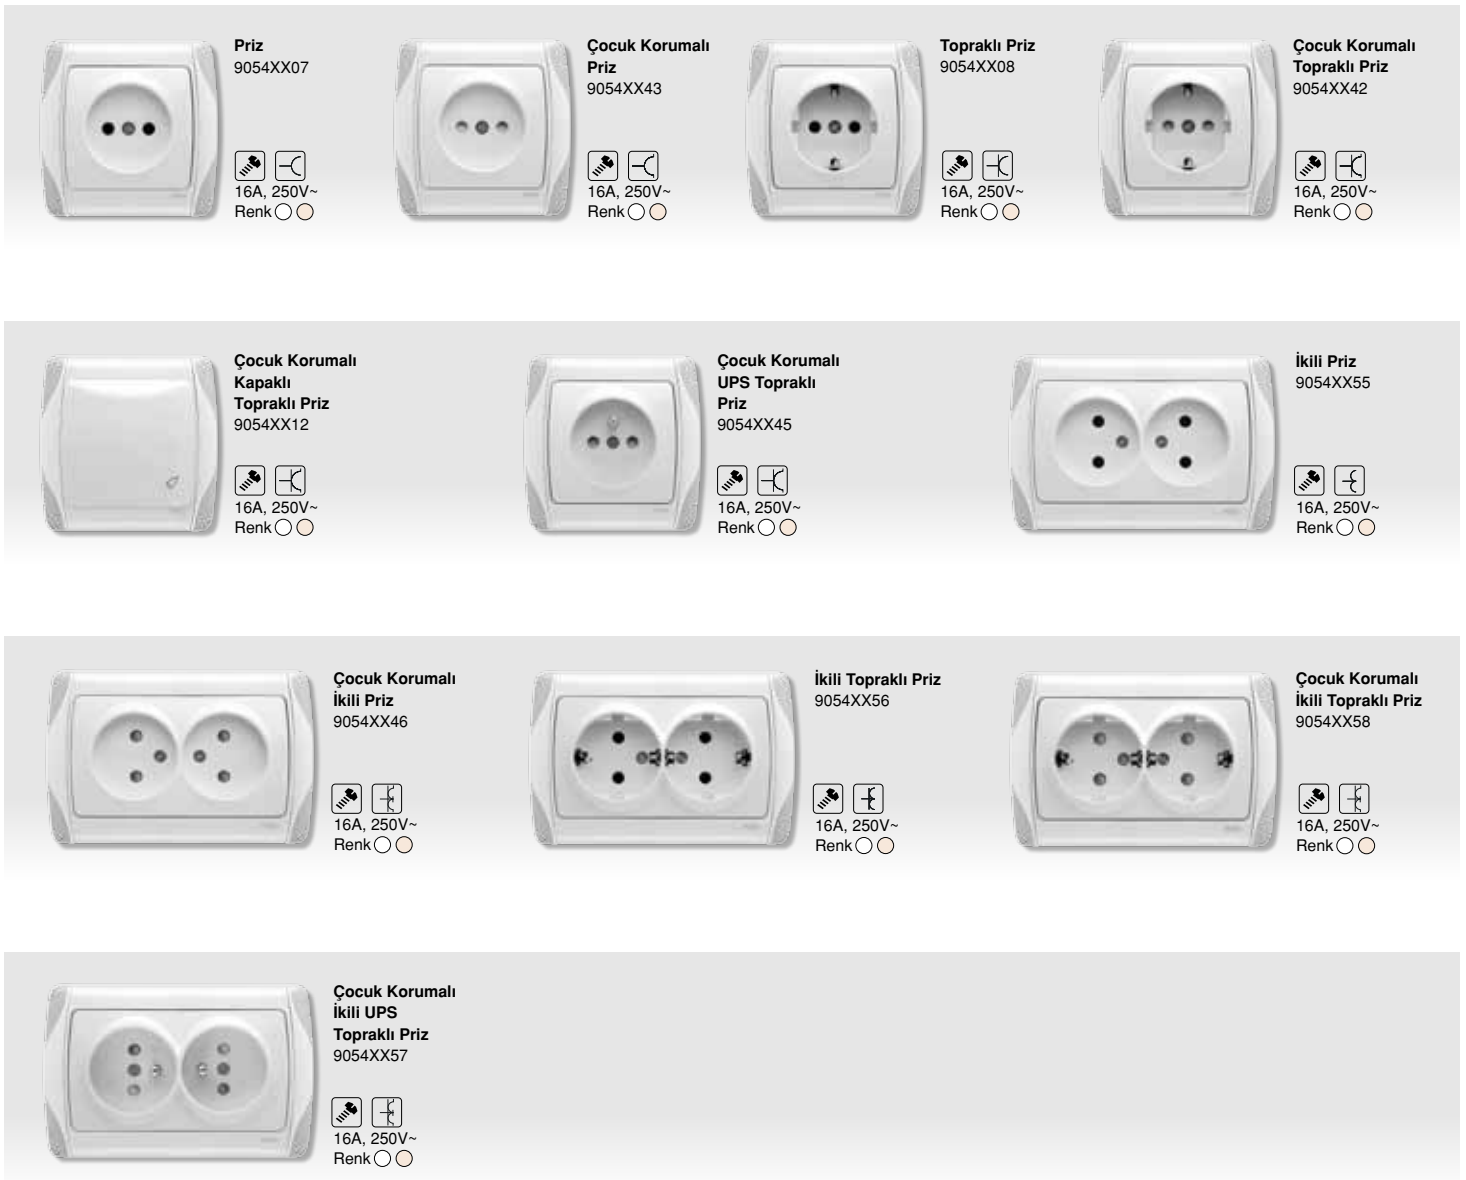 Priz
9054XX07
16A, 250V~
Renk
Çocuk Korumalı
Priz
9054XX43
16A, 250V~
Renk
Topraklı Priz
9054XX08
16A, 250V~
Renk
Çocuk Korumalı
Topraklı Priz
9054XX42
16A, 250V~
Renk
Çocuk Korumalı
Kapaklı
Topraklı Priz
9054XX12
16A, 250V~
Renk
Çocuk Korumalı
UPS Topraklı
Priz
9054XX45
16A, 250V~
Renk
İkili Priz
9054XX55
16A, 250V~
Renk
Çocuk Korumalı
İkili Priz
9054XX46
16A, 250V~
Renk
İkili Topraklı Priz
9054XX56
16A, 250V~
Renk
Çocuk Korumalı
İkili Topraklı Priz
9054XX58
16A, 250V~
Renk
Çocuk Korumalı
İkili UPS
Topraklı Priz
9054XX57
16A, 250V~
Renk